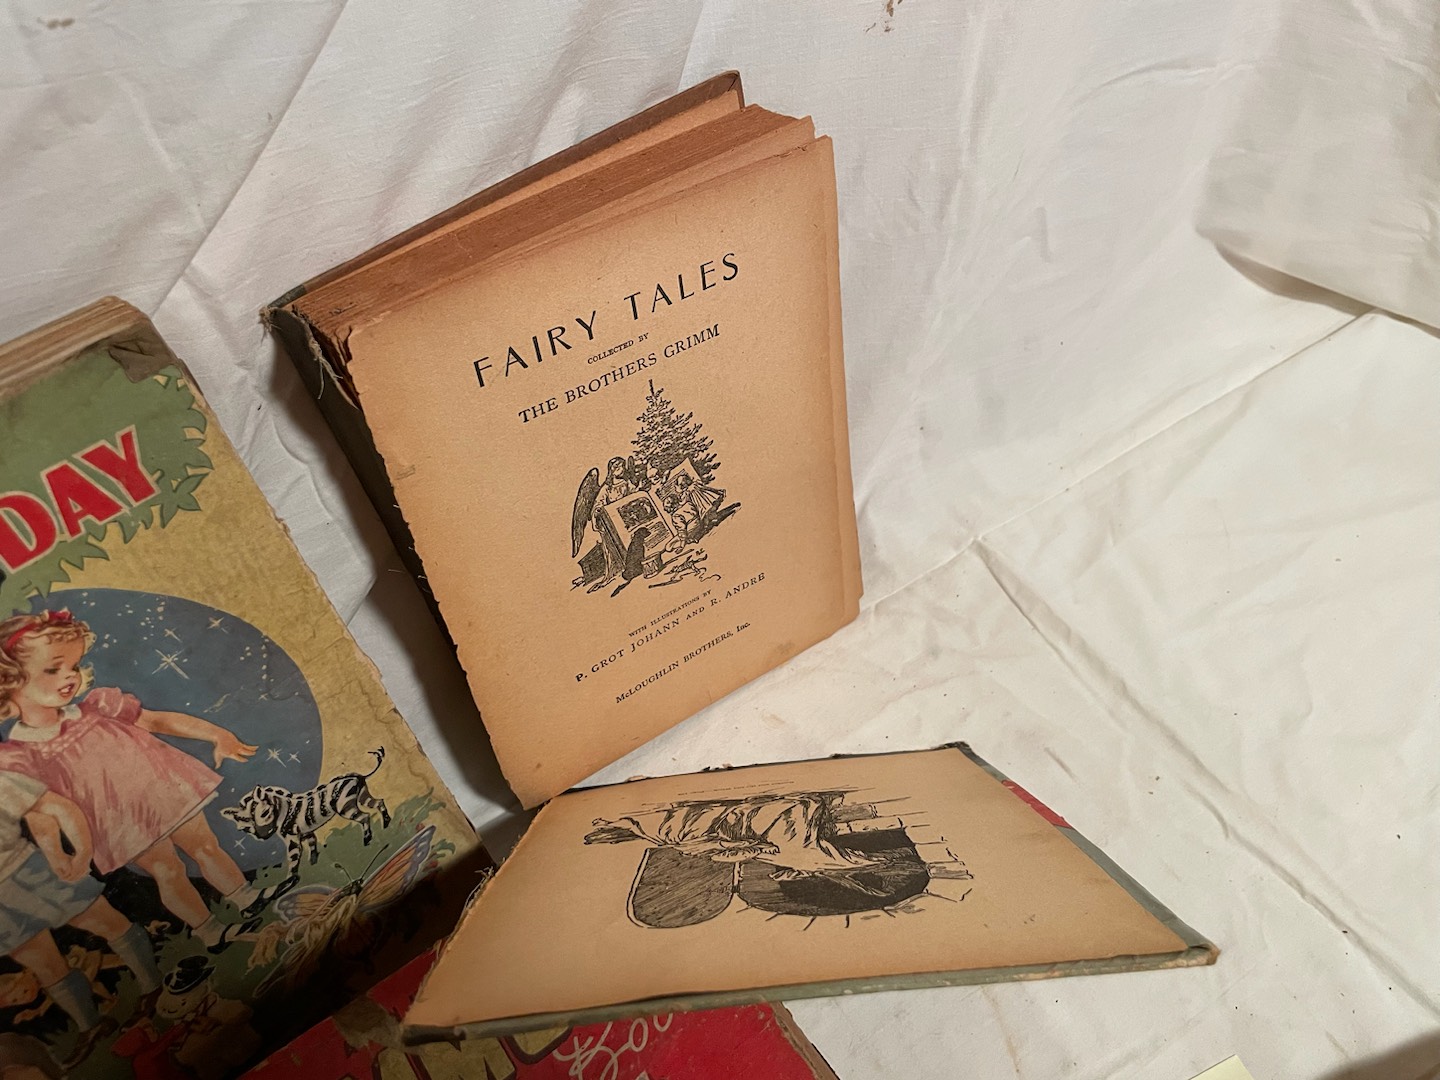 FAIRY TALES
COLLECTED BY
THE BROTHERS GRIMM
WITH ILLUSTRATIONS BY
P. GROT JOHANN AND R. ANDRE
McLOUGHLIN BROTHERS, Inc.
DAY